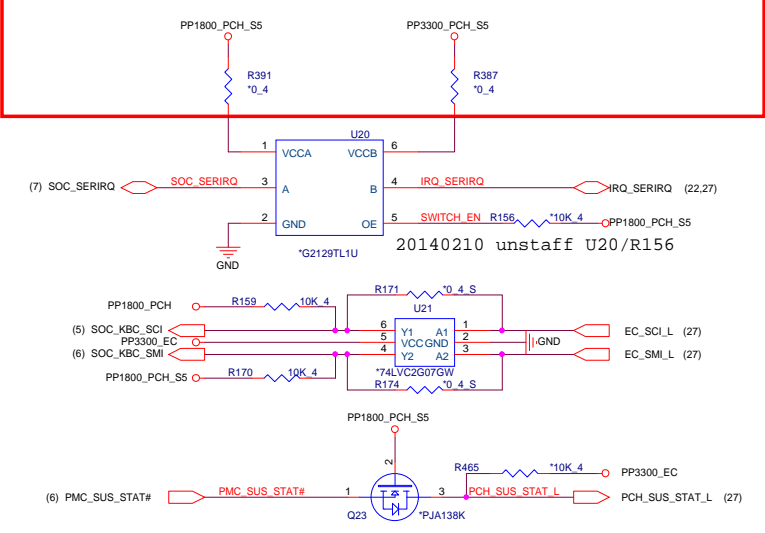 PP1800_PCH_S5 PP3300_PCH_S5
R391 R387
*0_4 *0_4
U20
1 VCCA VCCB 6
(7) SOC_SERIRQ SOC_SERIRQ 3 A B 4 IRQ_SERIRQ IRQ_SERIRQ (22,27)
2 GND OE 5 SWITCH_EN R156 *10K_4 PP1800_PCH_S5
*G2129TL1U 20140210 unstaff U20/R156
GND
R171 *0_4_S
PP1800_PCH R159 10K_4 U21
(5) SOC_KBC_SCI 6 Y1 A1 1 EC_SCI_L (27)
PP3300_EC 5 VCC GND 2 GND
(6) SOC_KBC_SMI 4 Y2 A2 3 EC_SMI_L (27)
*74LVC2G07GW
PP1800_PCH_S5 R170 10K_4 R174 *0_4_S
PP1800_PCH_S5
2
R465 *10K_4 PP3300_EC
(6) PMC_SUS_STAT# PMC_SUS_STAT# 1 3 PCH_SUS_STAT_L PCH_SUS_STAT_L (27)
Q23 *PJA138K